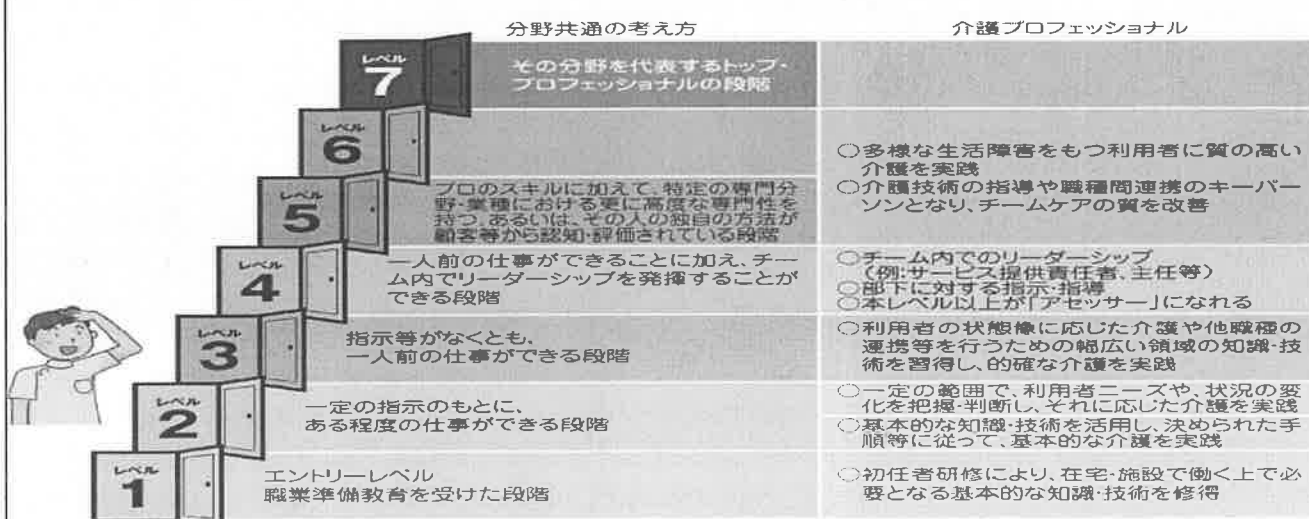 分野共通の考え方
介護プロフェッショナル
レベル
7
その分野を代表するトップ・
プロフェッショナルの段階
レベル
6
レベル
5
プロのスキルに加えて、特定の専門分
野・業種における更に高度な専門性を
持つ、あるいは、その人の独自の方法が
顧客等から認知・評価されている段階
○多様な生活障害をもつ利用者に質の高い
介護を実践
○介護技術の指導や職種間連携のキーパー
ソンとなり、チームケアの質を改善
レベル
4
一人前の仕事ができることに加え、チー
ム内でリーダーシップを発揮することが
できる段階
○チーム内でのリーダーシップ
(例:サービス提供責任者、主任等)
○部下に対する指示・指導
○本レベル以上が「アセッサー」になれる
レベル
3
指示等がなくとも、
一人前の仕事ができる段階
○利用者の状態像に応じた介護や他職種の
連携等を行うための幅広い領域の知識・技
術を習得し、的確な介護を実践
レベル
2
一定の指示のもとに、
ある程度の仕事ができる段階
○一定の範囲で、利用者ニーズや、状況の変
化を把握・判断し、それに応じた介護を実践
○基本的な知識・技術を活用し、決められた手
順等に従って、基本的な介護を実践
レベル
1
エントリーレベル
職業準備教育を受けた段階
○初任者研修により、在宅・施設で働く上で必
要となる基本的な知識・技術を修得